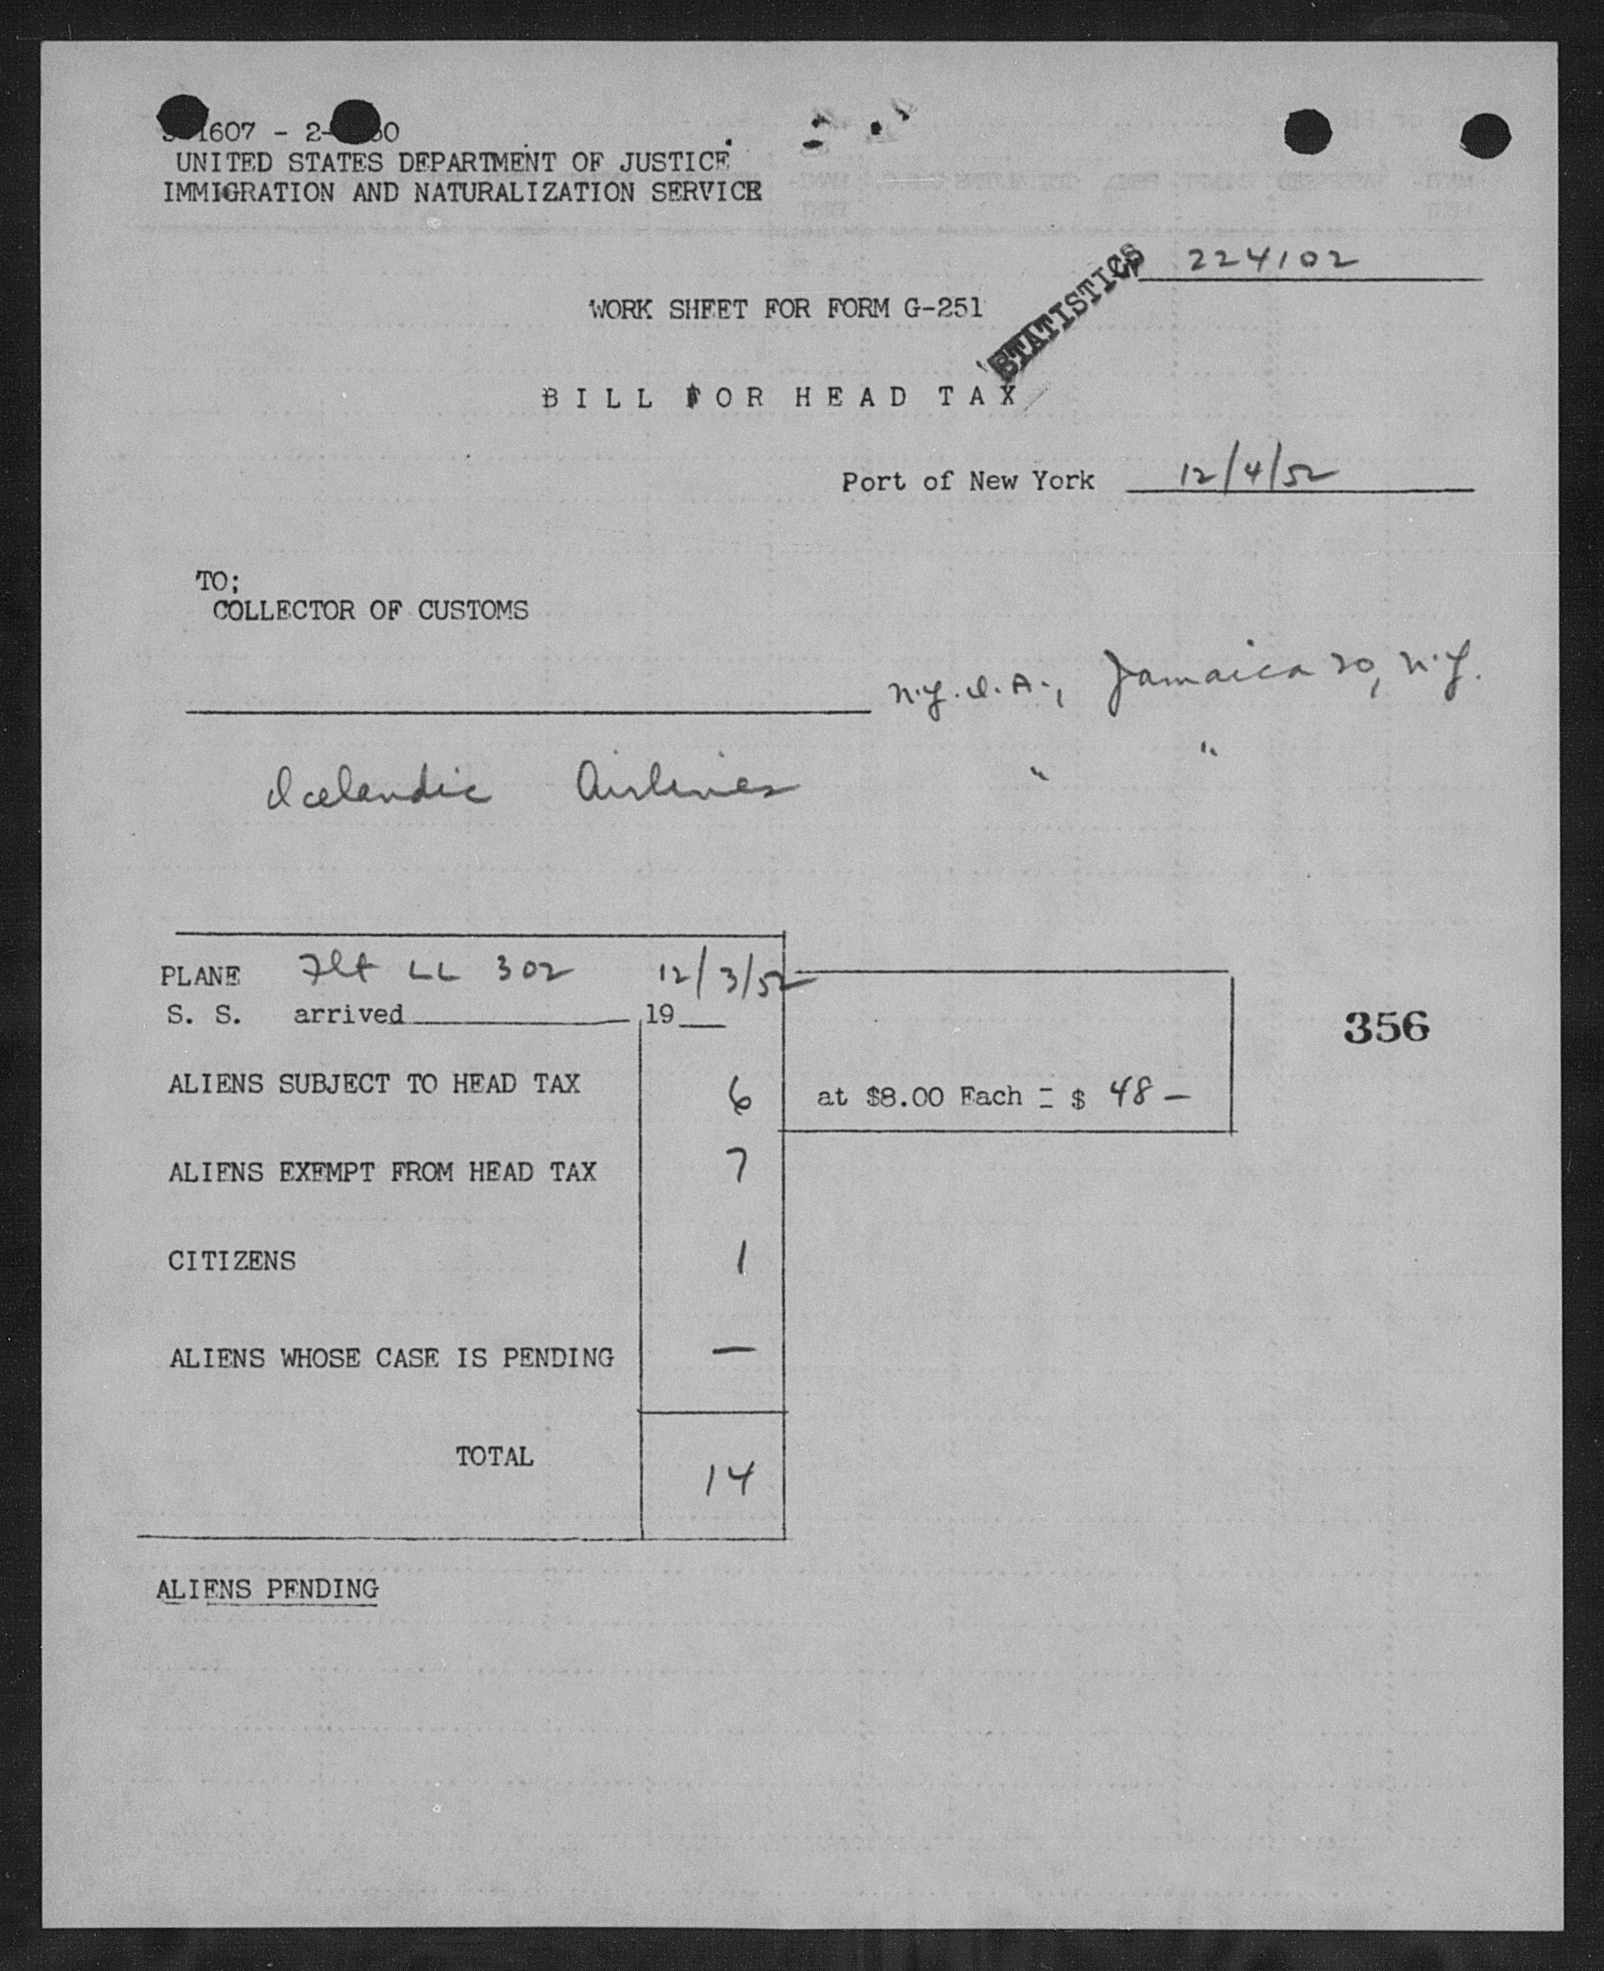 1607 - 2-
UNITED STATES DEPARTMENT OF JUSTICE
IMMIGRATION AND NATURALIZATION SERVICE
224102
STATISTICS
WORK SHEET FOR FORM G-251
BILL FOR HEAD TAX
Port of New York 12/4/52
TO;
COLLECTOR OF CUSTOMS
N.Y.I.A., Jamaica 20, N.Y.
Icelandic Airlines " "
PLANE Flt LL 302 12/3/52
S. S. arrived 19
356
ALIENS SUBJECT TO HEAD TAX 6 at $8.00 Each = $ 48 —
ALIENS EXEMPT FROM HEAD TAX 7
CITIZENS 1
ALIENS WHOSE CASE IS PENDING —
TOTAL 14
ALIENS PENDING